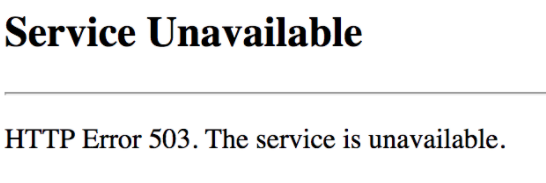 Service Unavailable
HTTP Error 503. The service is unavailable.